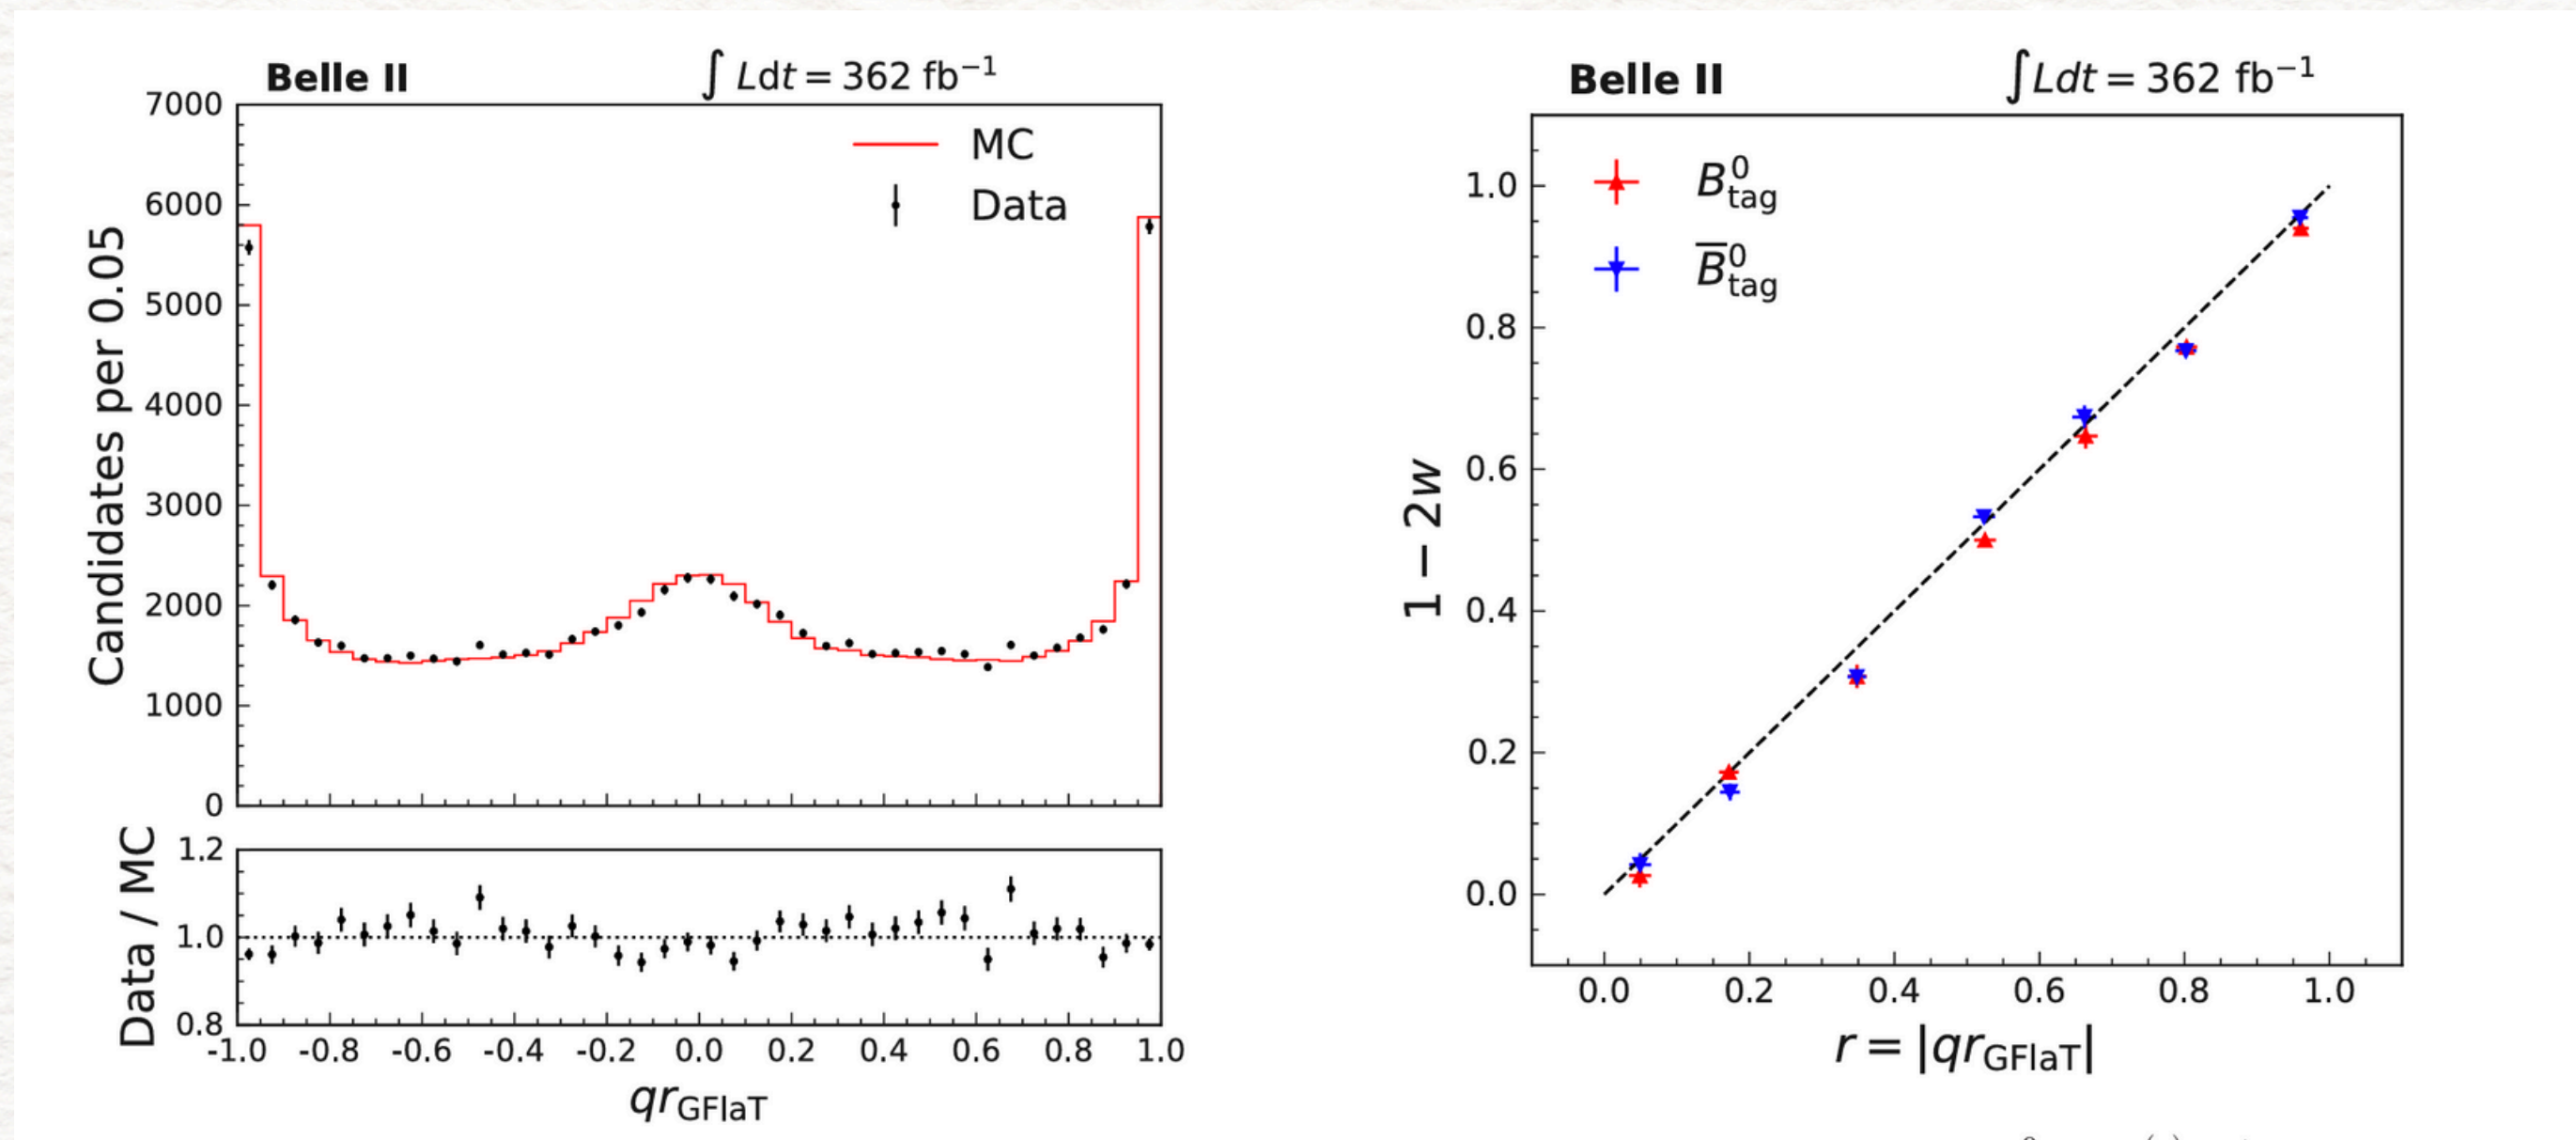 Belle II
∫ Ldt = 362 fb⁻¹
7000
6000
5000
4000
3000
2000
1000
0
Candidates per 0.05
MC
Data
1.2
1.0
0.8
Data / MC
-1.0 -0.8 -0.6 -0.4 -0.2 0.0 0.2 0.4 0.6 0.8 1.0
qr_GFlaT
Belle II
∫Ldt = 362 fb⁻¹
B⁰_tag
B̅⁰_tag
1.0
0.8
0.6
0.4
0.2
0.0
1 − 2w
0.0 0.2 0.4 0.6 0.8 1.0
r = |qr_GFlaT|